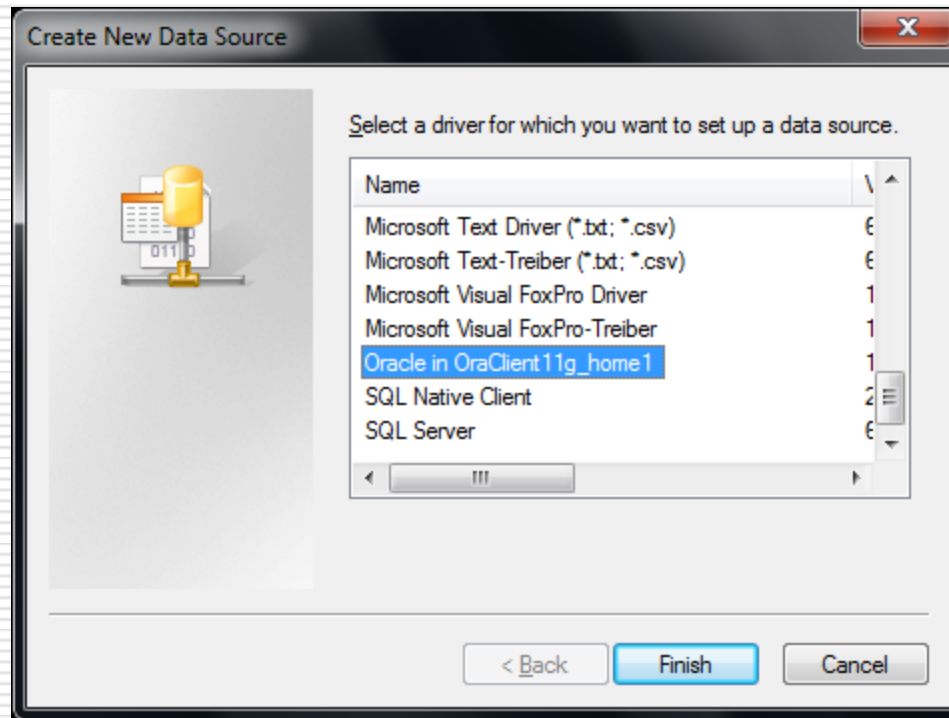 Create New Data Source
Select a driver for which you want to set up a data source.
Name
Microsoft Text Driver (*.txt; *.csv)
Microsoft Text-Treiber (*.txt; *.csv)
Microsoft Visual FoxPro Driver
Microsoft Visual FoxPro-Treiber
Oracle in OraClient11g_home1
SQL Native Client
SQL Server
< Back Finish Cancel